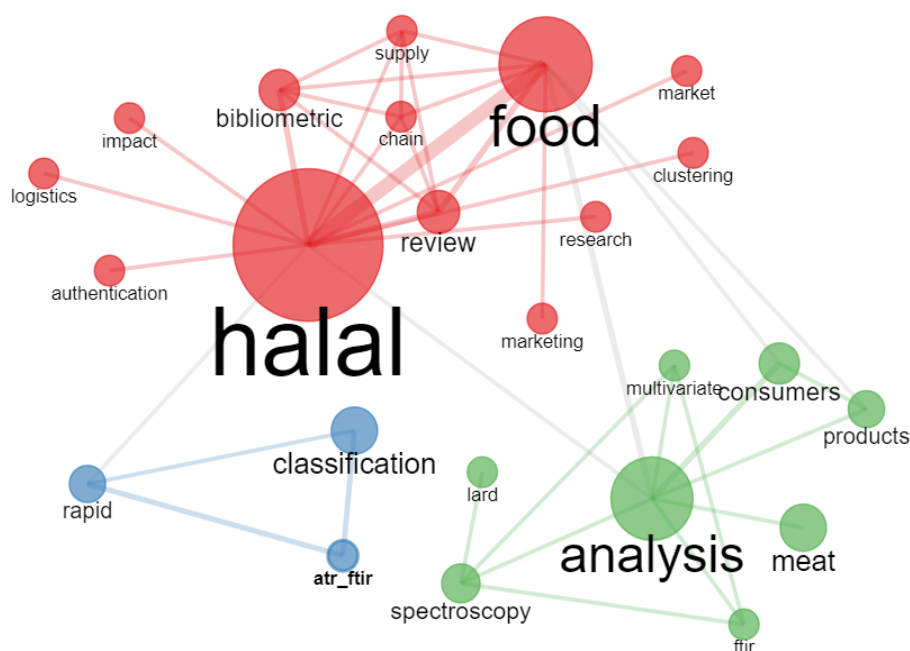 supply
market
bibliometric
food
chain
impact
clustering
logistics
review
research
authentication
halal
marketing
multivariate
consumers
products
classification
lard
rapid
analysis
meat
atr_ftir
spectroscopy
ftir